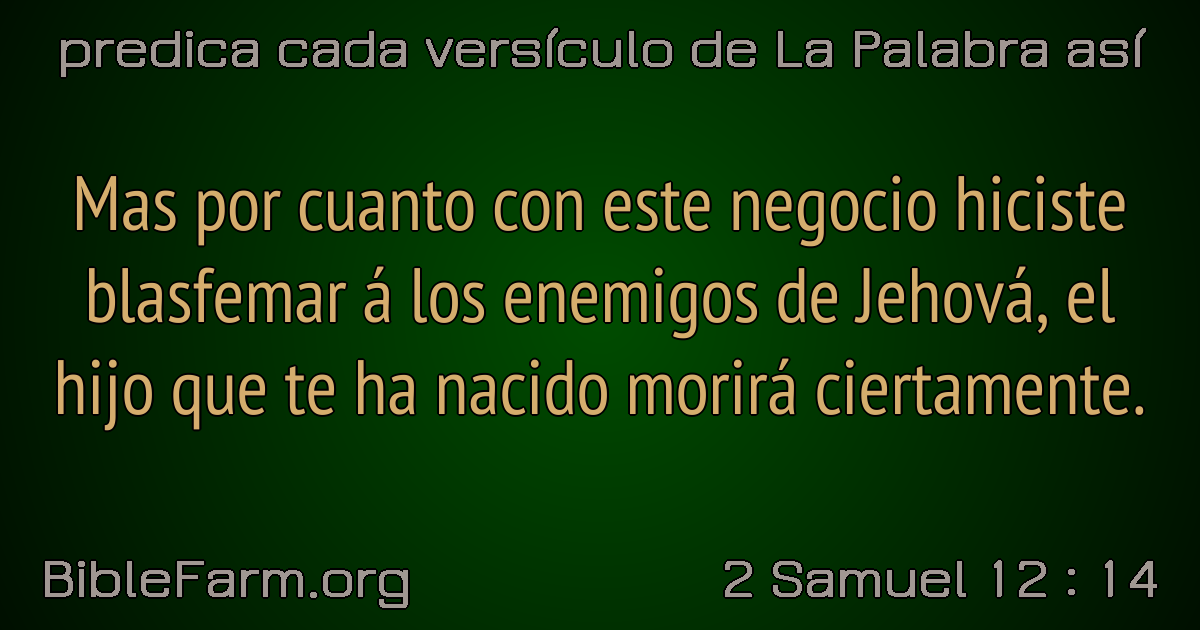 predica cada versículo de La Palabra así
Mas por cuanto con este negocio hiciste
blasfemar á los enemigos de Jehová, el
hijo que te ha nacido morirá ciertamente.
BibleFarm.org
2 Samuel 12 : 14